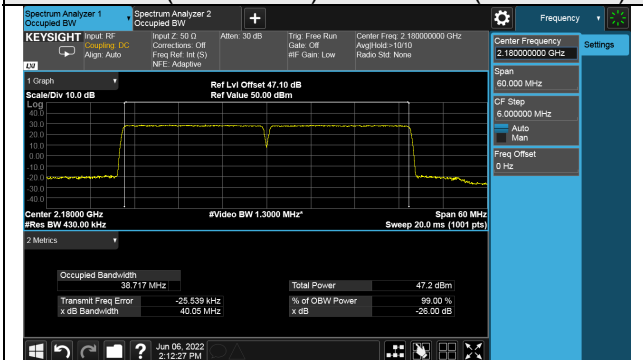 Spectrum Analyzer 1
Occupied BW
Spectrum Analyzer 2
Occupied BW
+
Frequency
KEYSIGHT
Input: RF
Coupling: DC
Align: Auto
Input Z: 50 Ω
Corrections: Off
Freq Ref: Int (S)
NFE: Adaptive
Atten: 30 dB
Trig: Free Run
Gate: Off
#IF Gain: Low
Center Freq: 2.180000000 GHz
Avg|Hold:>10/10
Radio Std: None
LXI
Center Frequency
2.180000000 GHz
Settings
Span
60.000 MHz
CF Step
6.000000 MHz
Auto
Man
Freq Offset
0 Hz
1 Graph
Scale/Div 10.0 dB
Ref Lvl Offset 47.10 dB
Ref Value 50.00 dBm
Log
40.0
30.0
20.0
10.0
0.00
-10.0
-20.0
-30.0
-40.0
Center 2.18000 GHz
#Res BW 430.00 kHz
#Video BW 1.3000 MHz*
Span 60 MHz
Sweep 20.0 ms (1001 pts)
2 Metrics
Occupied Bandwidth
38.717 MHz
Total Power 47.2 dBm
Transmit Freq Error -25.539 kHz
% of OBW Power 99.00 %
x dB Bandwidth 40.05 MHz
x dB -26.00 dB
?
Jun 06, 2022
2:12:27 PM